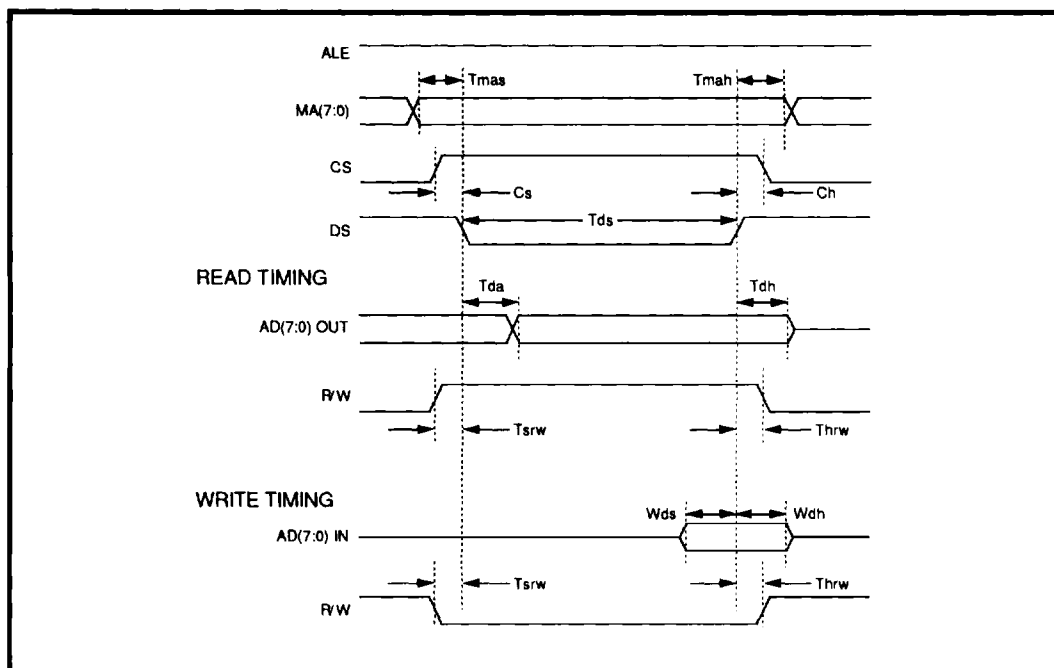 ALE
Tmas Tmah
MA(7:0)
CS
Cs Ch
Tds
DS
READ TIMING
Tda Tdh
AD(7:0) OUT
R/W
Tsrw Thrw
WRITE TIMING
Wds Wdh
AD(7:0) IN
Tsrw Thrw
R/W